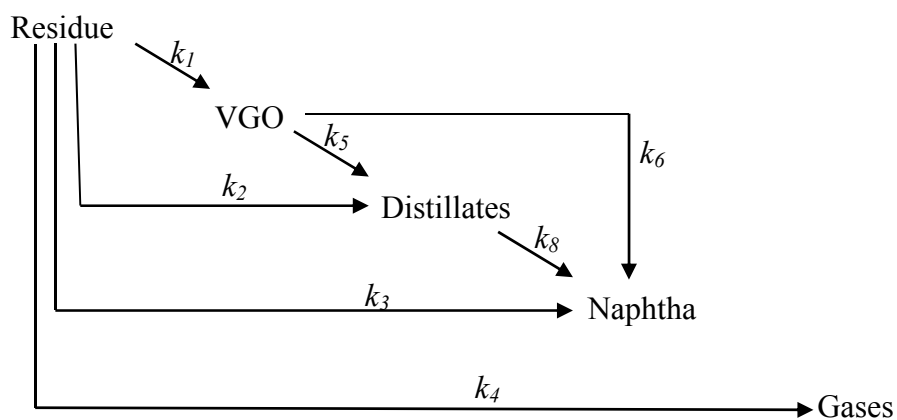 Residue
k1
VGO
k5
k6
k2
Distillates
k8
k3
Naphtha
k4
Gases